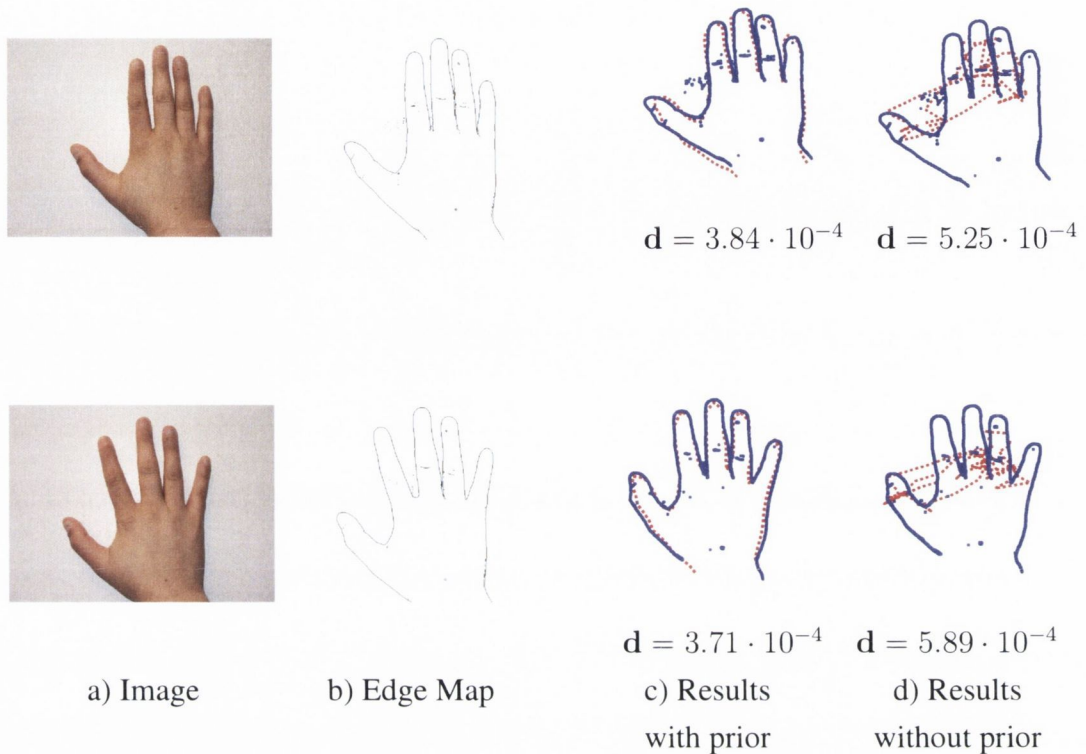 d = 3.84 · 10⁻⁴ d = 5.25 · 10⁻⁴
d = 3.71 · 10⁻⁴ d = 5.89 · 10⁻⁴
a) Image b) Edge Map c) Results d) Results
with prior without prior